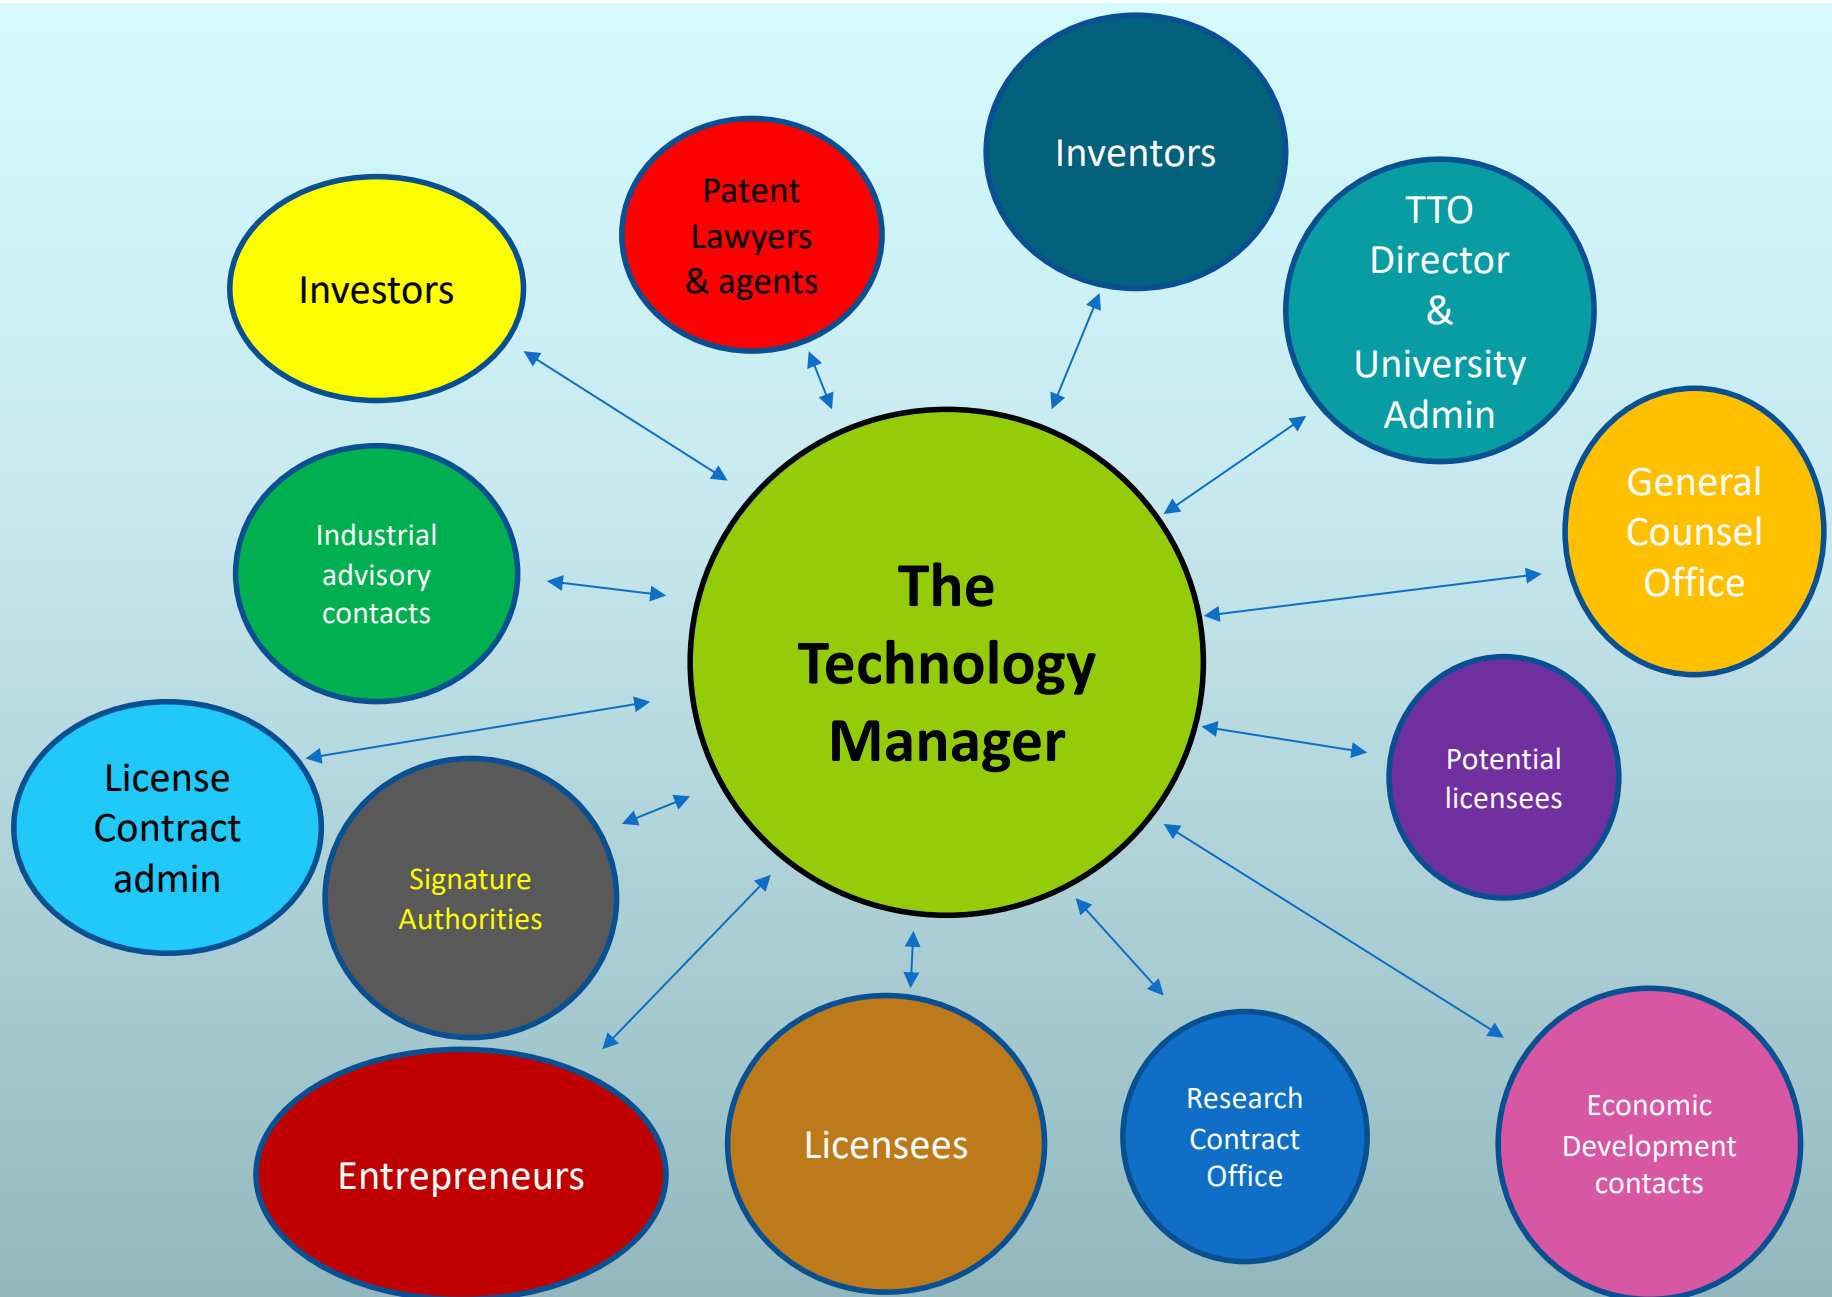 Inventors
Patent
Lawyers
& agents
TTO
Director
&
University
Admin
Investors
General
Counsel
Office
Industrial
advisory
contacts
The
Technology
Manager
Potential
licensees
License
Contract
admin
Signature
Authorities
Entrepreneurs
Licensees
Research
Contract
Office
Economic
Development
contacts